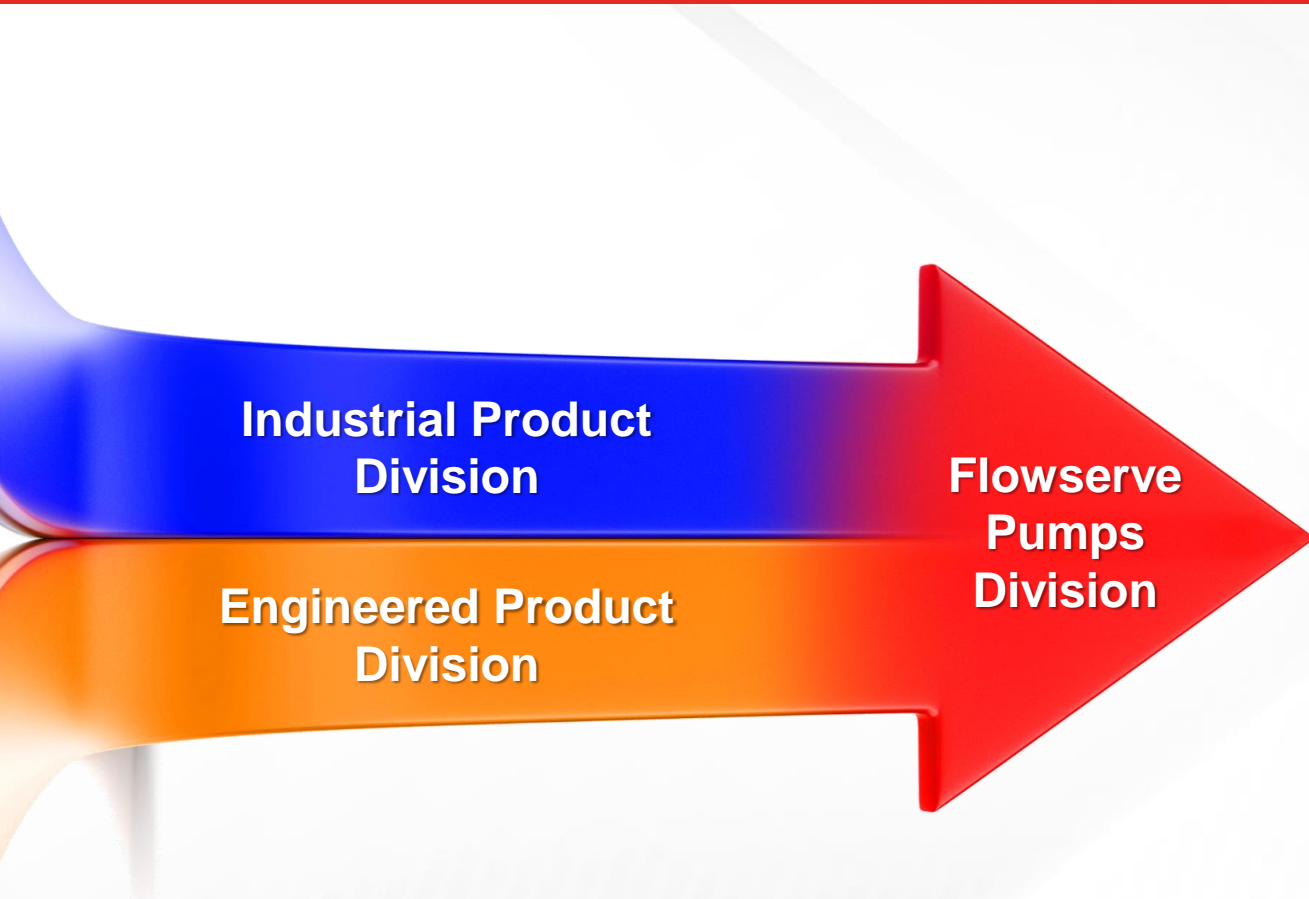 Industrial Product
Division
Flowserve
Pumps
Division
Engineered Product
Division